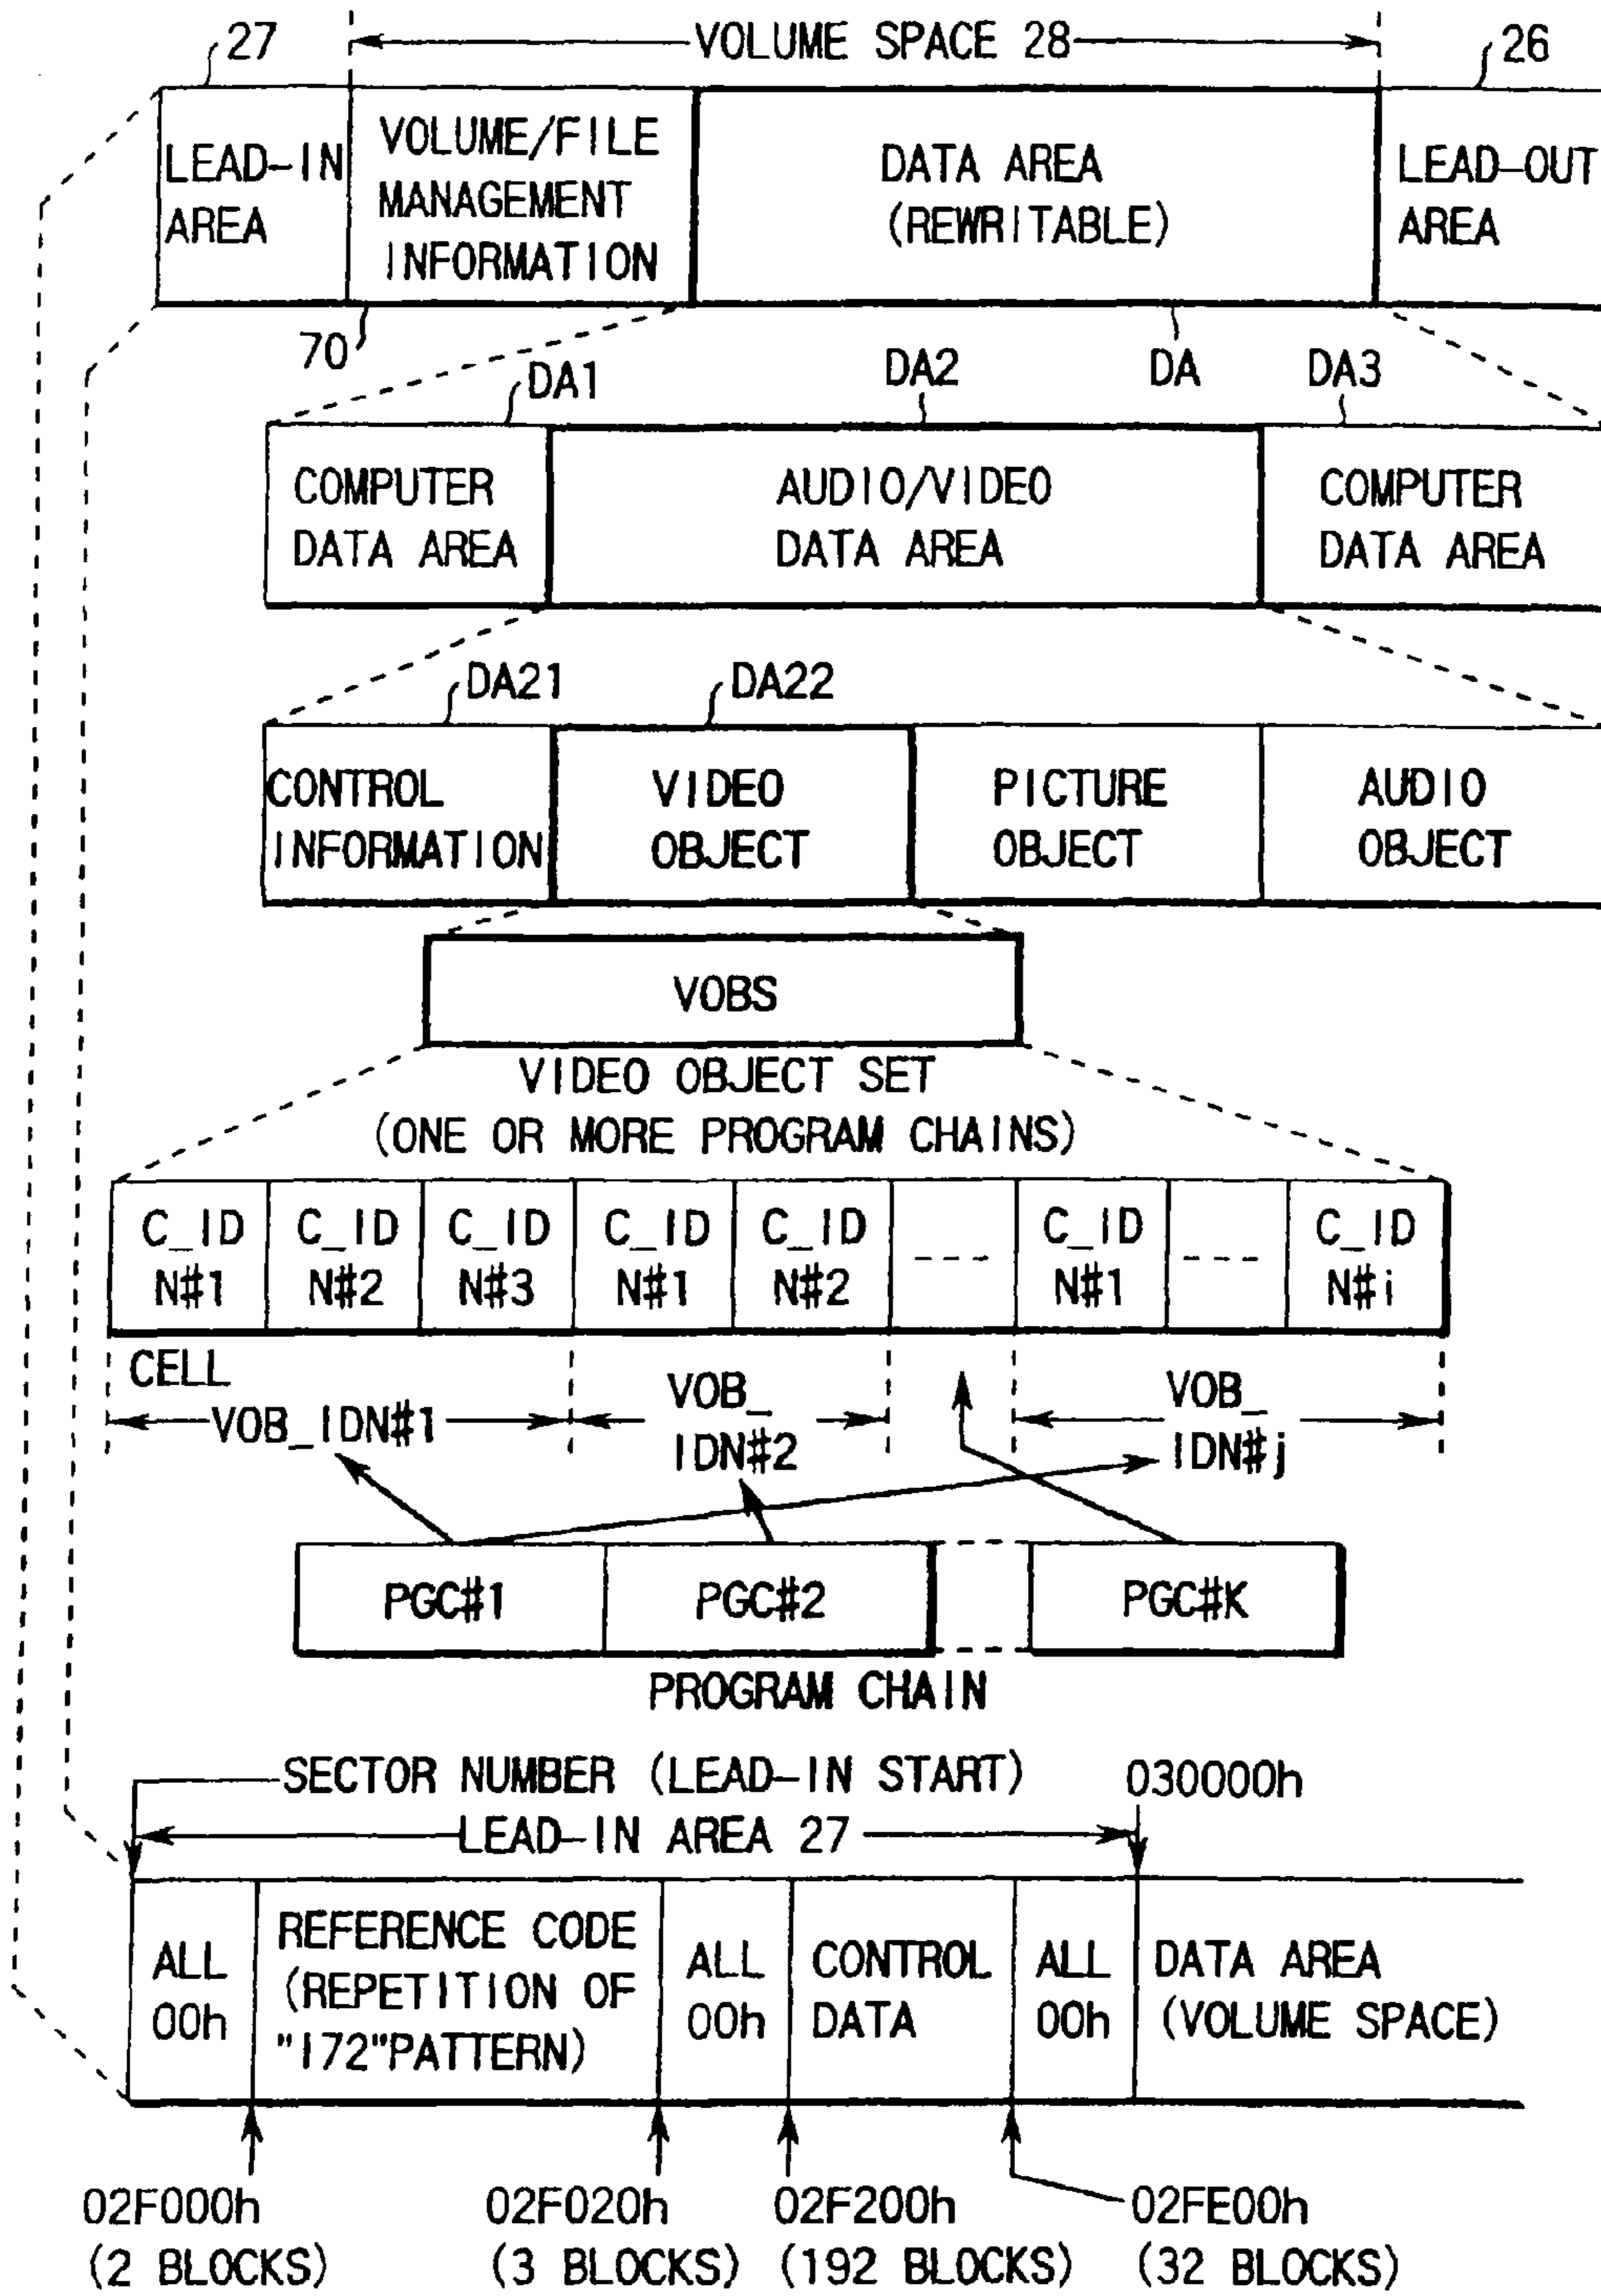 27
VOLUME SPACE 28
26
LEAD-IN
AREA
VOLUME/FILE
MANAGEMENT
INFORMATION
DATA AREA
(REWRITABLE)
LEAD-OUT
AREA
70
DA1
DA2
DA
DA3
COMPUTER
DATA AREA
AUDIO/VIDEO
DATA AREA
COMPUTER
DATA AREA
DA21
DA22
CONTROL
INFORMATION
VIDEO
OBJECT
PICTURE
OBJECT
AUDIO
OBJECT
VOBS
VIDEO OBJECT SET
(ONE OR MORE PROGRAM CHAINS)
C_ID
N#1
C_ID
N#2
C_ID
N#3
C_ID
N#1
C_ID
N#2
----
C_ID
N#1
----
C_ID
N#i
CELL
VOB_IDN#1
VOB_
IDN#2
VOB_
IDN#j
PGC#1
PGC#2
PGC#K
PROGRAM CHAIN
SECTOR NUMBER (LEAD-IN START)
030000h
LEAD-IN AREA 27
ALL
00h
REFERENCE CODE
(REPETITION OF
"172"PATTERN)
ALL
00h
CONTROL
DATA
ALL
00h
DATA AREA
(VOLUME SPACE)
02F000h
(2 BLOCKS)
02F020h
(3 BLOCKS)
02F200h
(192 BLOCKS)
02FE00h
(32 BLOCKS)